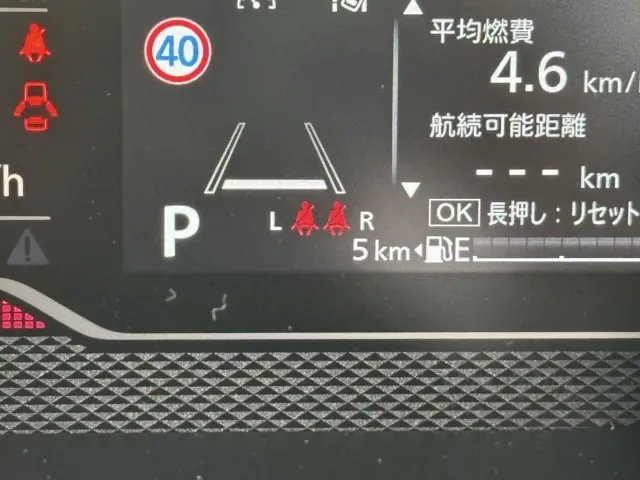 40
平均燃費
4.6 km/
航続可能距離
--- km
/h
OK 長押し：リセット
P
L R
5 km E